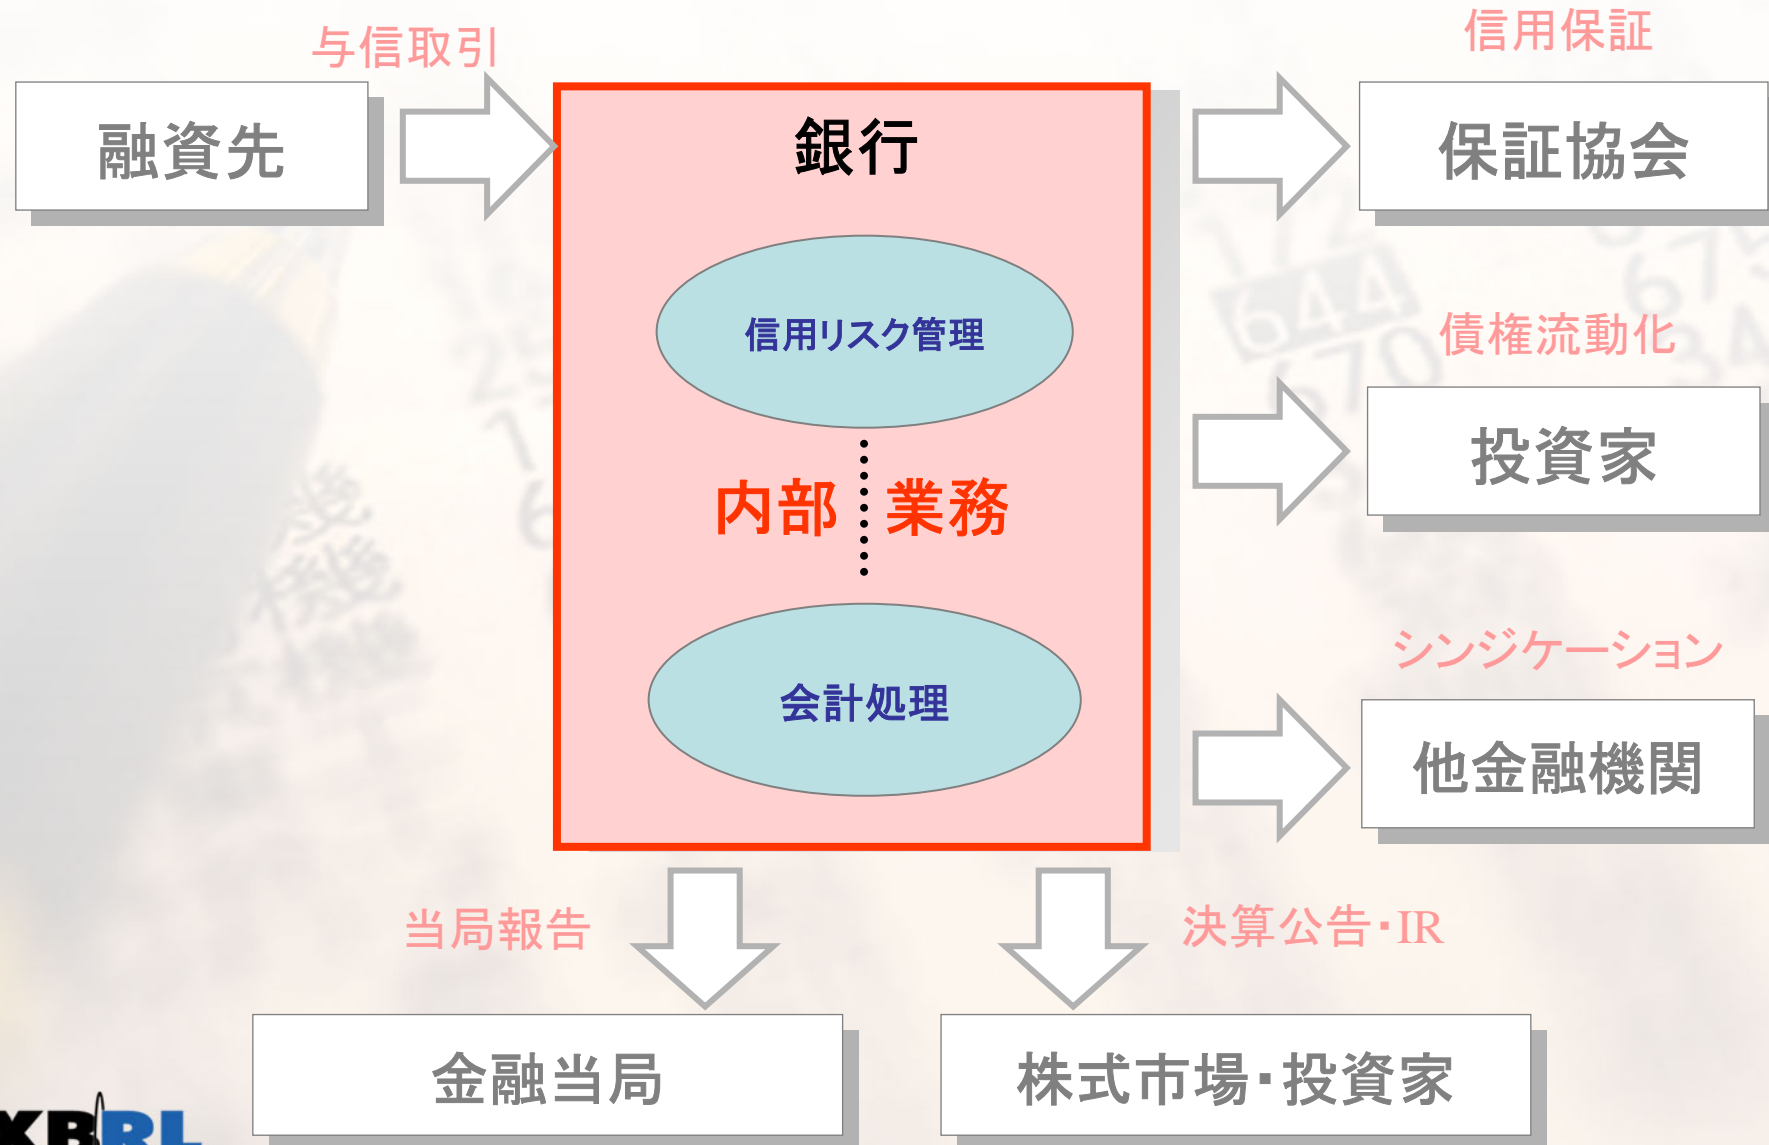 与信取引
信用保証
融資先
銀行
保証協会
信用リスク管理
債権流動化
投資家
内部 業務
シンジケーション
会計処理
他金融機関
当局報告
決算公告・IR
金融当局
株式市場・投資家
XBRL